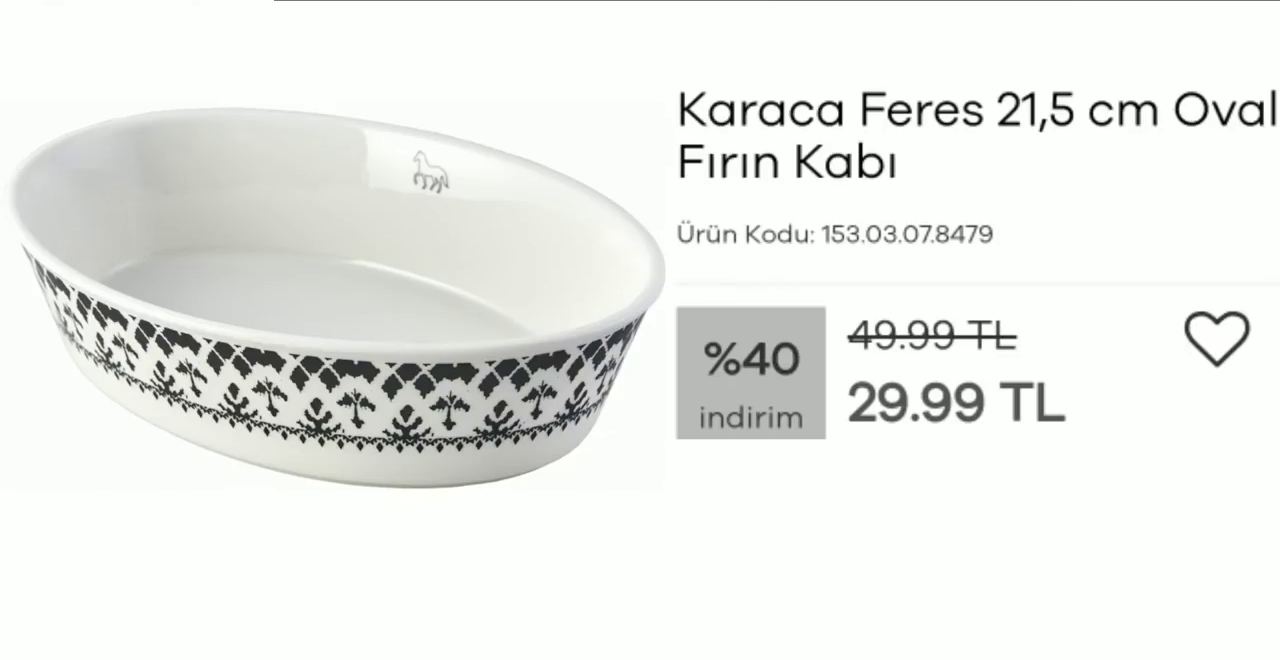 Karaca Feres 21,5 cm Oval
Fırın Kabı
Ürün Kodu: 153.03.07.8479
%40
indirim
49.99 TL
29.99 TL